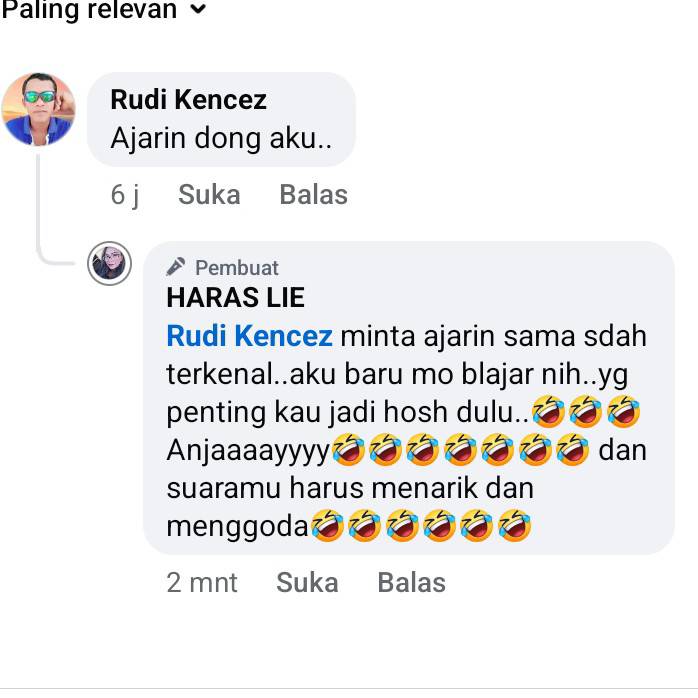 Paling relevan
Rudi Kencez
Ajarin dong aku..
6 j Suka Balas
Pembuat
HARAS LIE
Rudi Kencez minta ajarin sama sdah
terkenal..aku baru mo blajar nih..yg
penting kau jadi hosh dulu..🤣🤣🤣
Anjaaaayyyy🤣🤣🤣🤣🤣🤣🤣 dan
suaramu harus menarik dan
menggoda🤣🤣🤣🤣🤣🤣
2 mnt Suka Balas